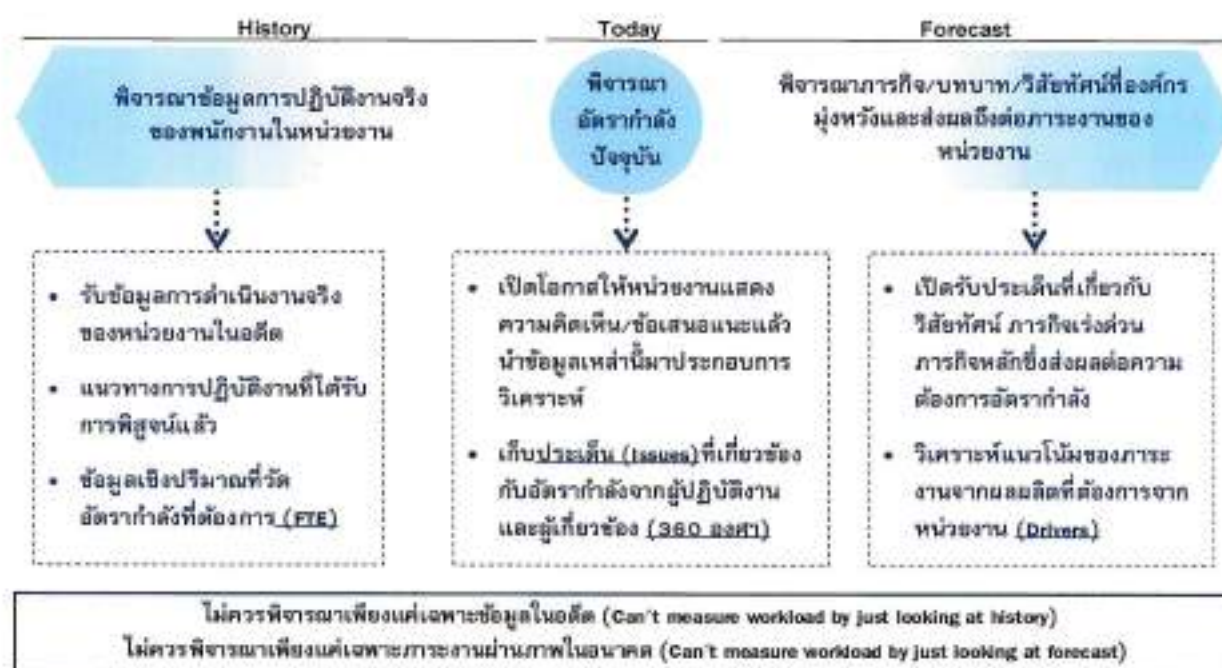 History
Today
Forecast
พิจารณาข้อมูลการปฏิบัติงานจริง
ของพนักงานในหน่วยงาน
พิจารณา
อัตรากำลัง
ปัจจุบัน
พิจารณาภารกิจ/บทบาท/วิสัยทัศน์ที่องค์กร
มุ่งหวังและส่งผลถึงต่อภาระงานของ
หน่วยงาน
• รับข้อมูลการดำเนินงานจริง
ของหน่วยงานในอดีต
• แนวทางการปฏิบัติงานที่ได้รับ
การพิสูจน์แล้ว
• ข้อมูลเชิงปริมาณที่วัด
อัตรากำลังที่ต้องการ (FTE)
• เปิดโอกาสให้หน่วยงานแสดง
ความคิดเห็น/ข้อเสนอแนะแล้ว
นำข้อมูลเหล่านี้มาประกอบการ
วิเคราะห์
• เก็บประเด็น (Issues)ที่เกี่ยวข้อง
กับอัตรากำลังจากผู้ปฏิบัติงาน
และผู้เกี่ยวข้อง (360 องศา)
• เปิดรับประเด็นที่เกี่ยวกับ
วิสัยทัศน์ ภารกิจเร่งด่วน
ภารกิจหลักซึ่งส่งผลต่อความ
ต้องการอัตรากำลัง
• วิเคราะห์แนวโน้มของภาระ
งานจากผลผลิตที่ต้องการจาก
หน่วยงาน (Drivers)
ไม่ควรพิจารณาเพียงแค่เฉพาะข้อมูลในอดีต (Can't measure workload by just looking at history)
ไม่ควรพิจารณาเพียงแค่เฉพาะภาระงานผ่านภาพในอนาคต (Can't measure workload by just looking at forecast)